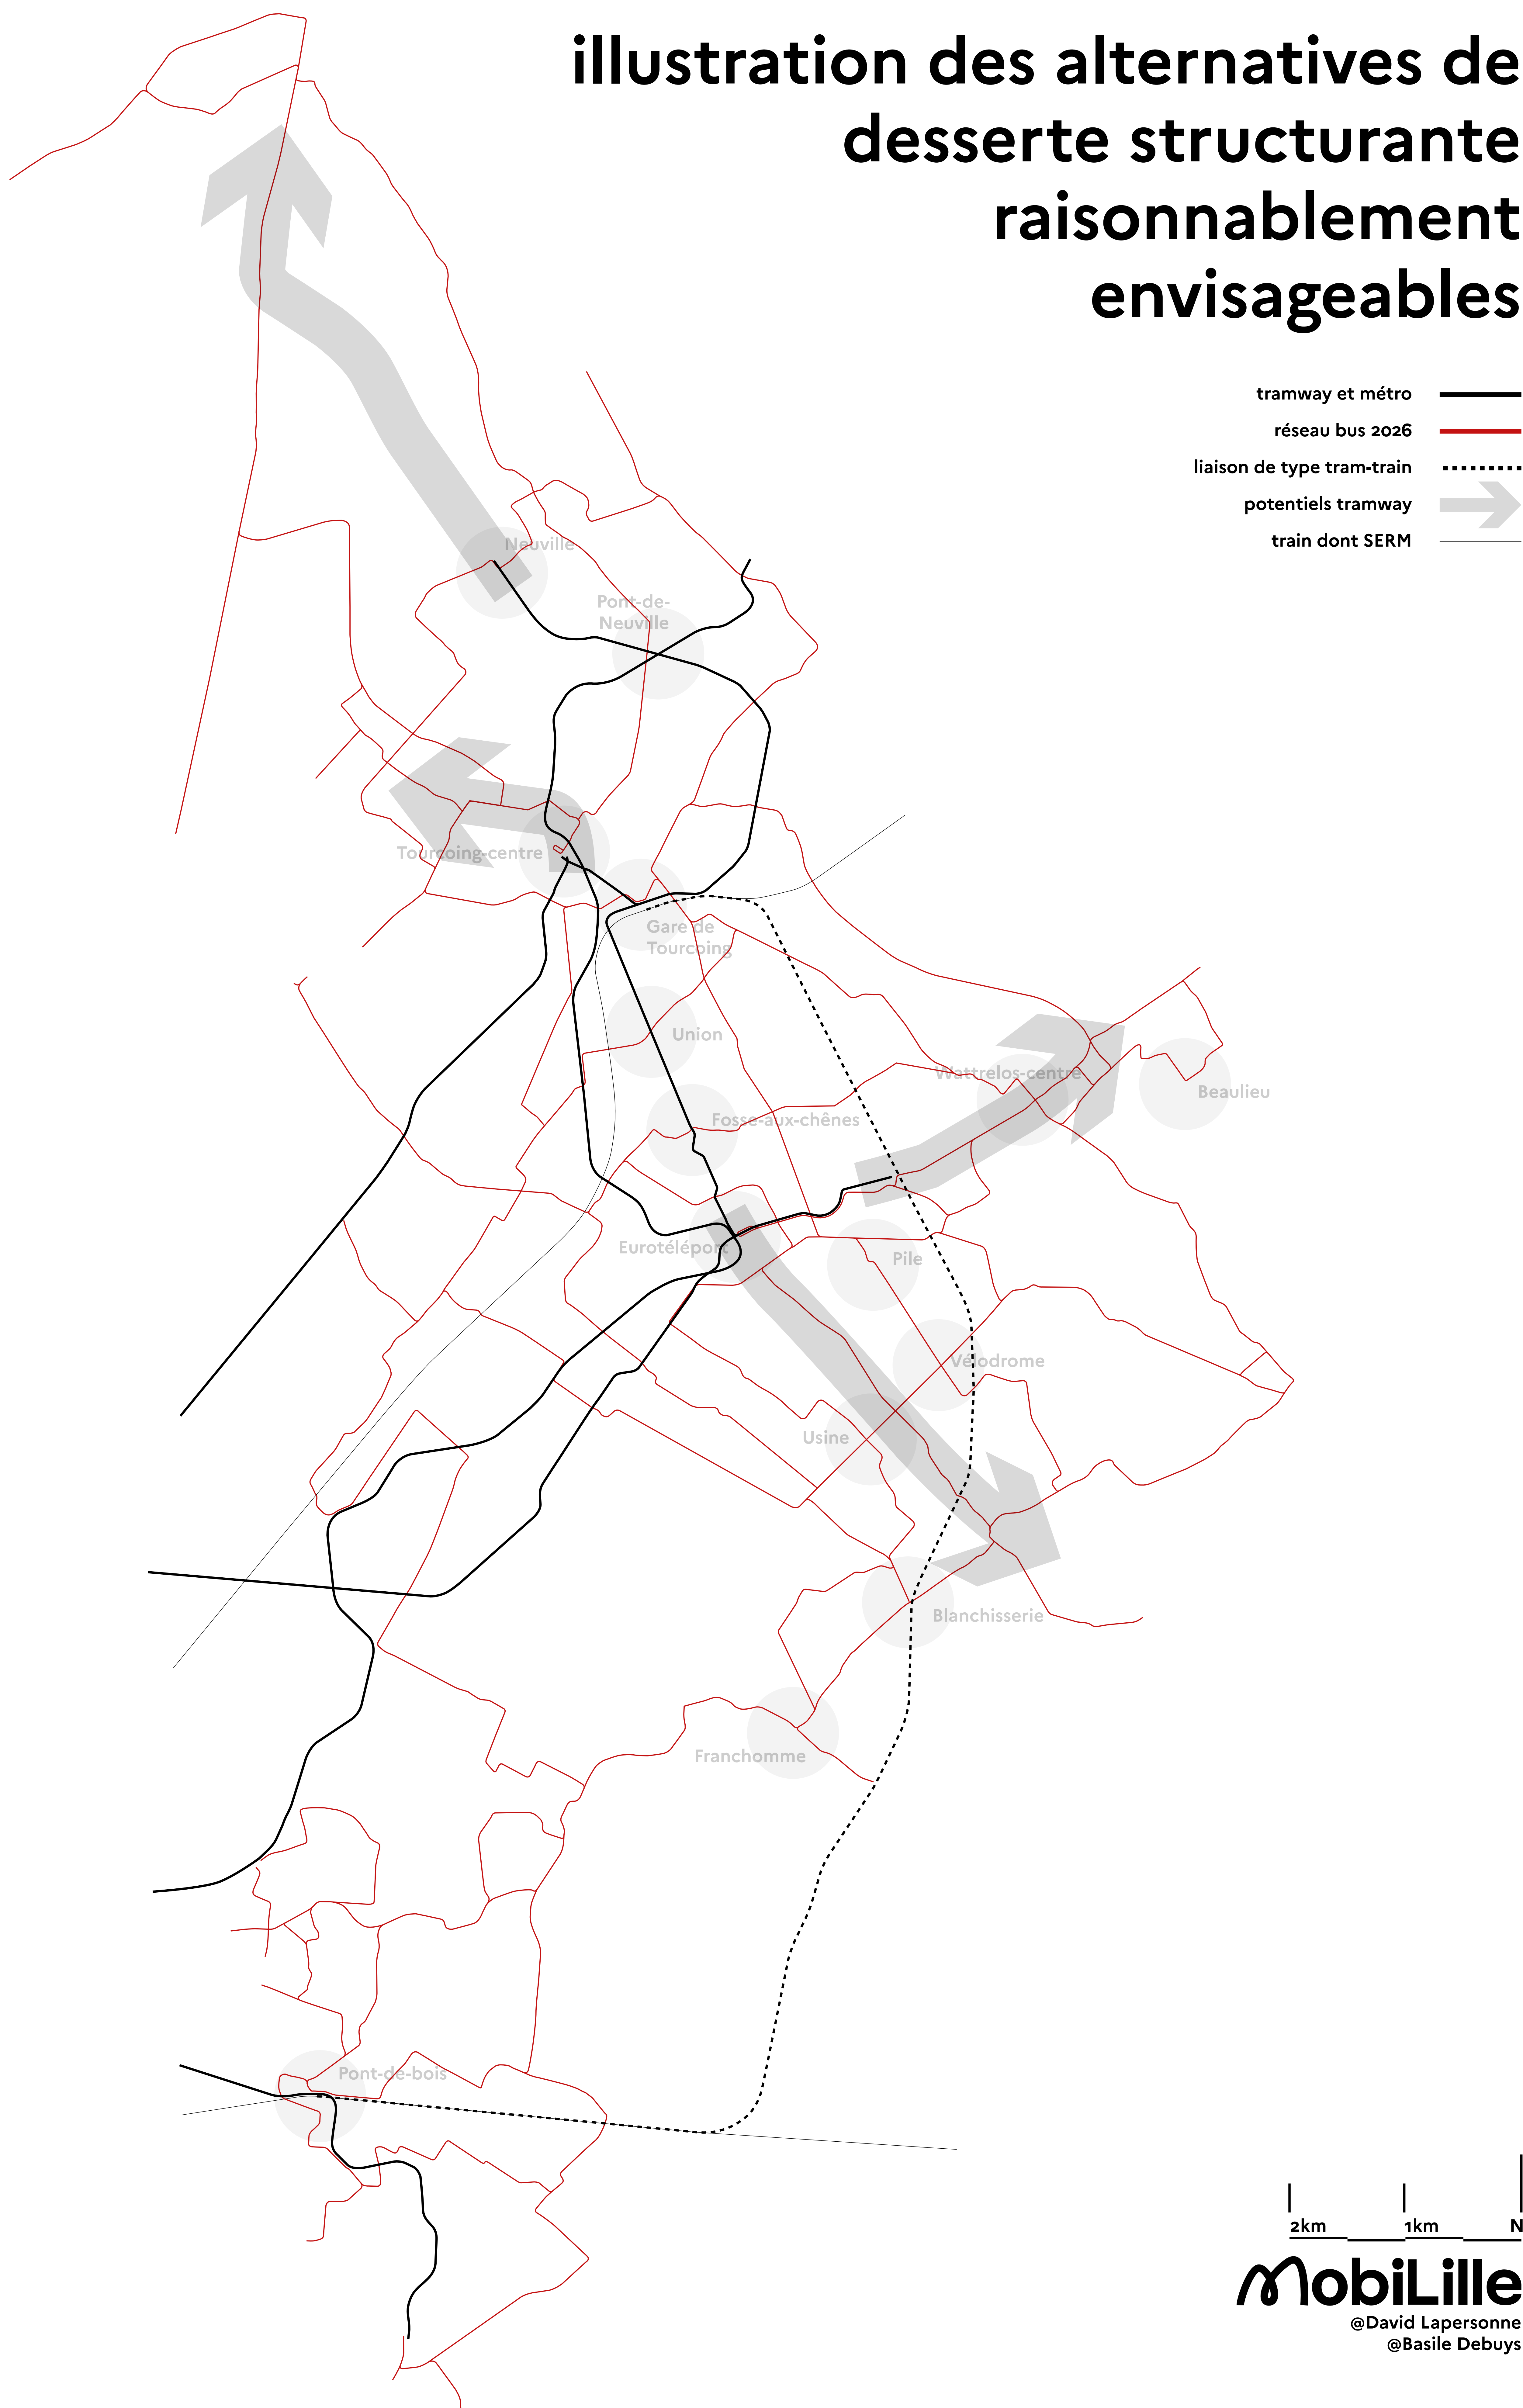 illustration des alternatives de
desserte structurante
raisonnablement
envisageables
tramway et métro
réseau bus 2026
liaison de type tram-train
potentiels tramway
train dont SERM
Neuville
Pont-de-
Neuville
Tourcoing-centre
Gare de
Tourcoing
Union
Wattrelos-centre
Beaulieu
Fosse-aux-chênes
Eurotéléport
Pile
Vélodrome
Usine
Blanchisserie
Franchomme
Pont-de-bois
2km 1km N
MobiLille
@David Lapersonne
@Basile Debuys